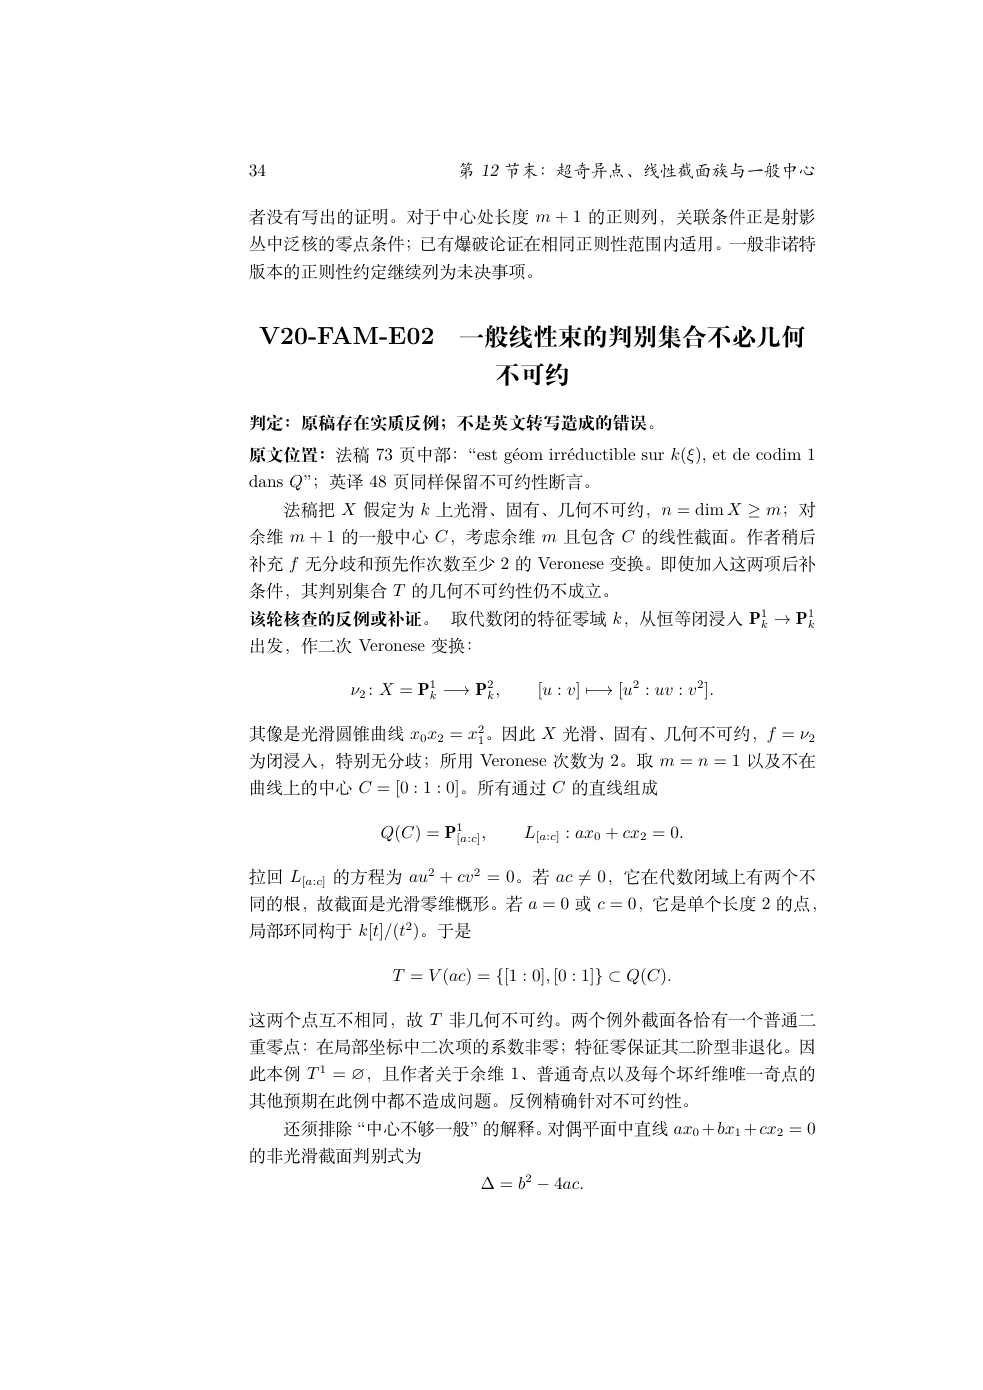 34 第 12 节末：超奇异点、线性截面族与一般中心
者没有写出的证明。对于中心处长度 m + 1 的正则列，关联条件正是射影
丛中泛核的零点条件；已有爆破论证在相同正则性范围内适用。一般非诺特
版本的正则性约定继续列为未决事项。
V20-FAM-E02 一般线性束的判别集合不必几何
不可约
判定：原稿存在实质反例；不是英文转写造成的错误。
原文位置：法稿 73 页中部：“est géom irréductible sur k(ξ), et de codim 1
dans Q”；英译 48 页同样保留不可约性断言。
法稿把 X 假定为 k 上光滑、固有、几何不可约，n = dim X ≥ m；对
余维 m + 1 的一般中心 C，考虑余维 m 且包含 C 的线性截面。作者稍后
补充 f 无分歧和预先作次数至少 2 的 Veronese 变换。即使加入这两项后补
条件，其判别集合 T 的几何不可约性仍不成立。
该轮核查的反例或补证。 取代数闭的特征零域 k，从恒等闭浸入 P¹ₖ → P¹ₖ
出发，作二次 Veronese 变换：
ν₂ : X = P¹ₖ ⟶ P²ₖ, [u : v] ⟼ [u² : uv : v²].
其像是光滑圆锥曲线 x₀x₂ = x₁²。因此 X 光滑、固有、几何不可约，f = ν₂
为闭浸入，特别无分歧；所用 Veronese 次数为 2。取 m = n = 1 以及不在
曲线上的中心 C = [0 : 1 : 0]。所有通过 C 的直线组成
Q(C) = P¹_{[a:c]}, L_{[a:c]} : ax₀ + cx₂ = 0.
拉回 L_{[a:c]} 的方程为 au² + cv² = 0。若 ac ≠ 0，它在代数闭域上有两个不
同的根，故截面是光滑零维概形。若 a = 0 或 c = 0，它是单个长度 2 的点，
局部环同构于 k[t]/(t²)。于是
T = V(ac) = {[1 : 0], [0 : 1]} ⊂ Q(C).
这两个点互不相同，故 T 非几何不可约。两个例外截面各恰有一个普通二
重零点：在局部坐标中二次项的系数非零；特征零保证其二阶型非退化。因
此本例 T¹ = ∅，且作者关于余维 1、普通奇点以及每个坏纤维唯一奇点的
其他预期在此例中都不造成问题。反例精确针对不可约性。
还须排除 “中心不够一般” 的解释。对偶平面中直线 ax₀+bx₁+cx₂ = 0
的非光滑截面判别式为
Δ = b² − 4ac.